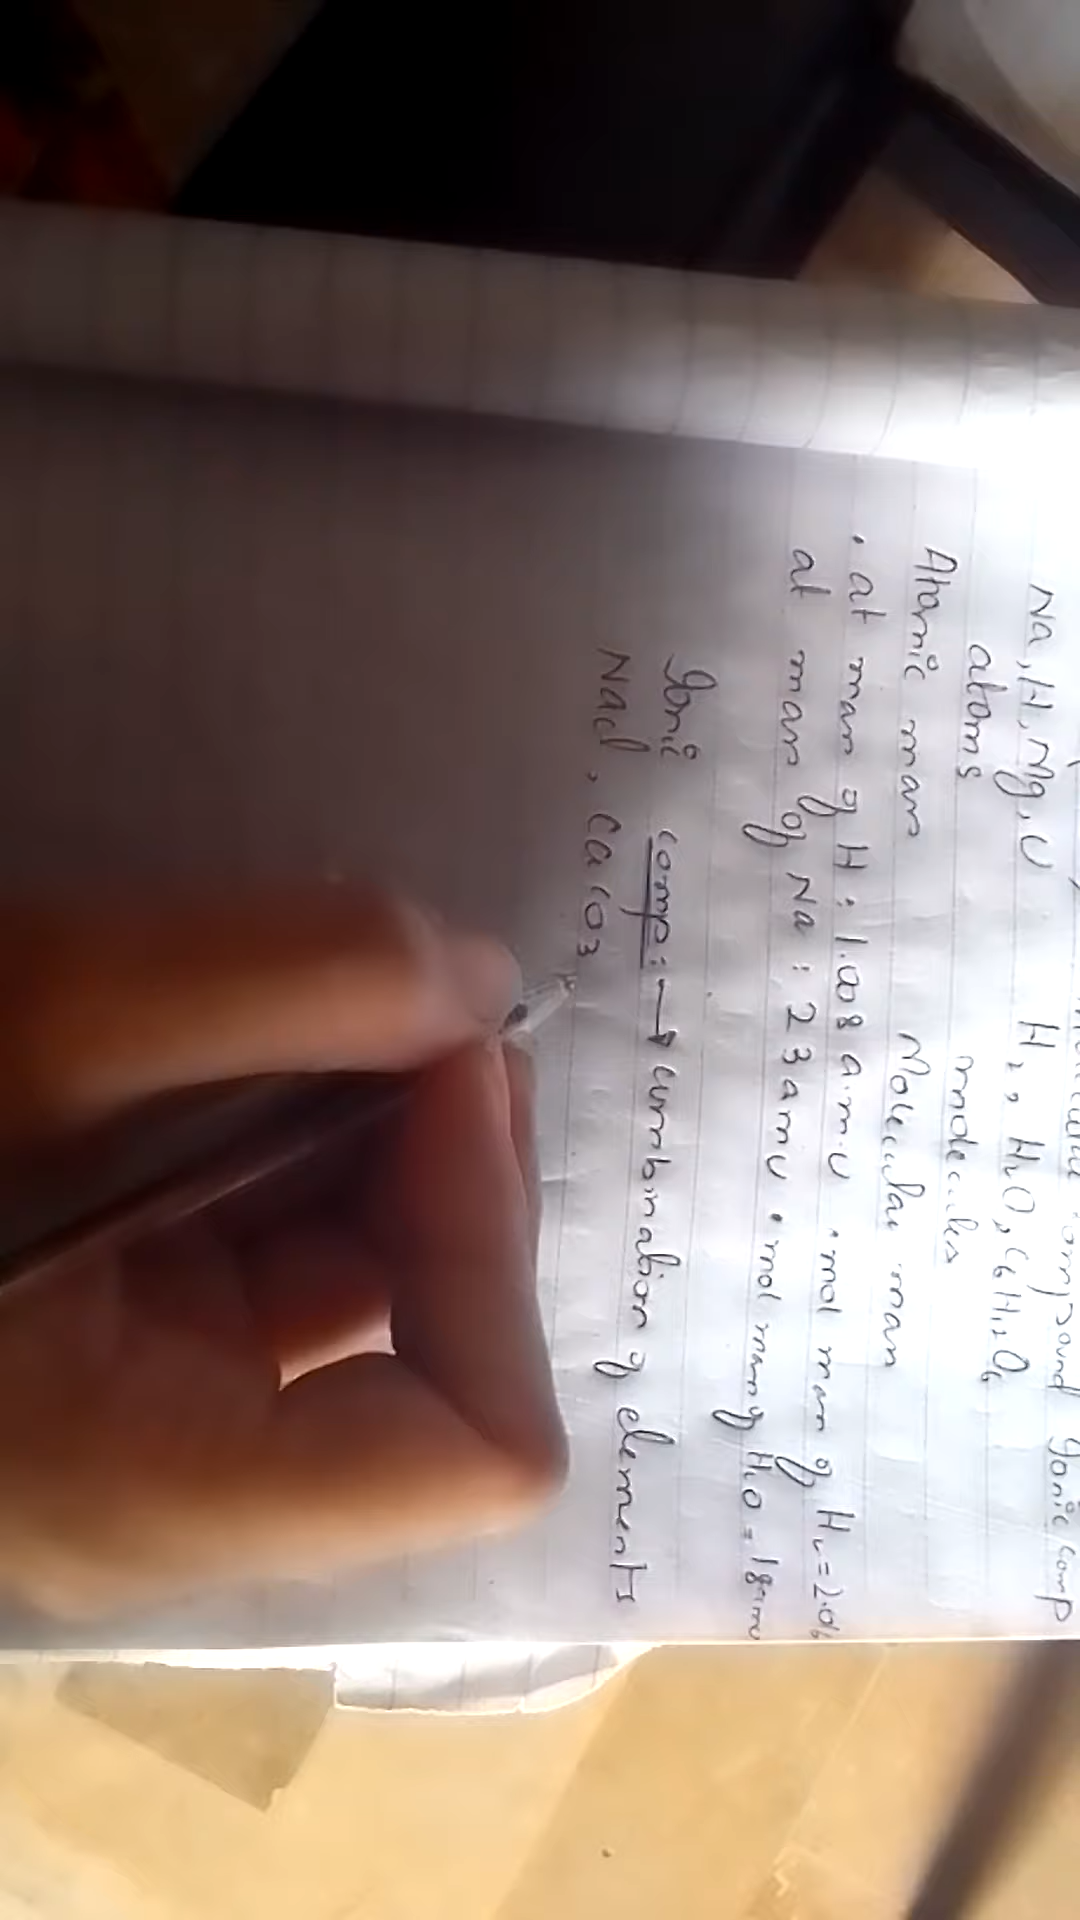 compound Ionic comp
Na, H, Mg, U H2, H2O, C6H12O6
atoms molecules
Atomic mass Molecular mass
• at mass of H : 1.008 a.m.u • mol mass of H2 = 2.016
at mass of Na : 23 amu • mol mass of H2O = 18amu
Ionic comp: → combination of elements
Nacl, CaCO3